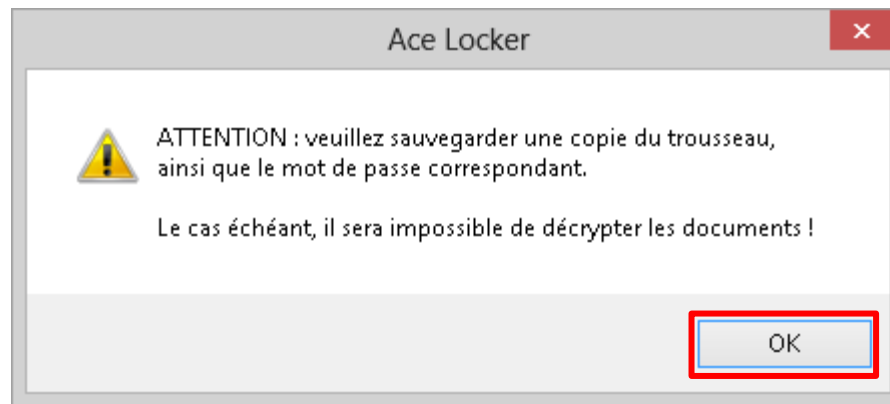 Ace Locker
ATTENTION : veuillez sauvegarder une copie du trousseau,
ainsi que le mot de passe correspondant.
Le cas échéant, il sera impossible de décrypter les documents !
OK